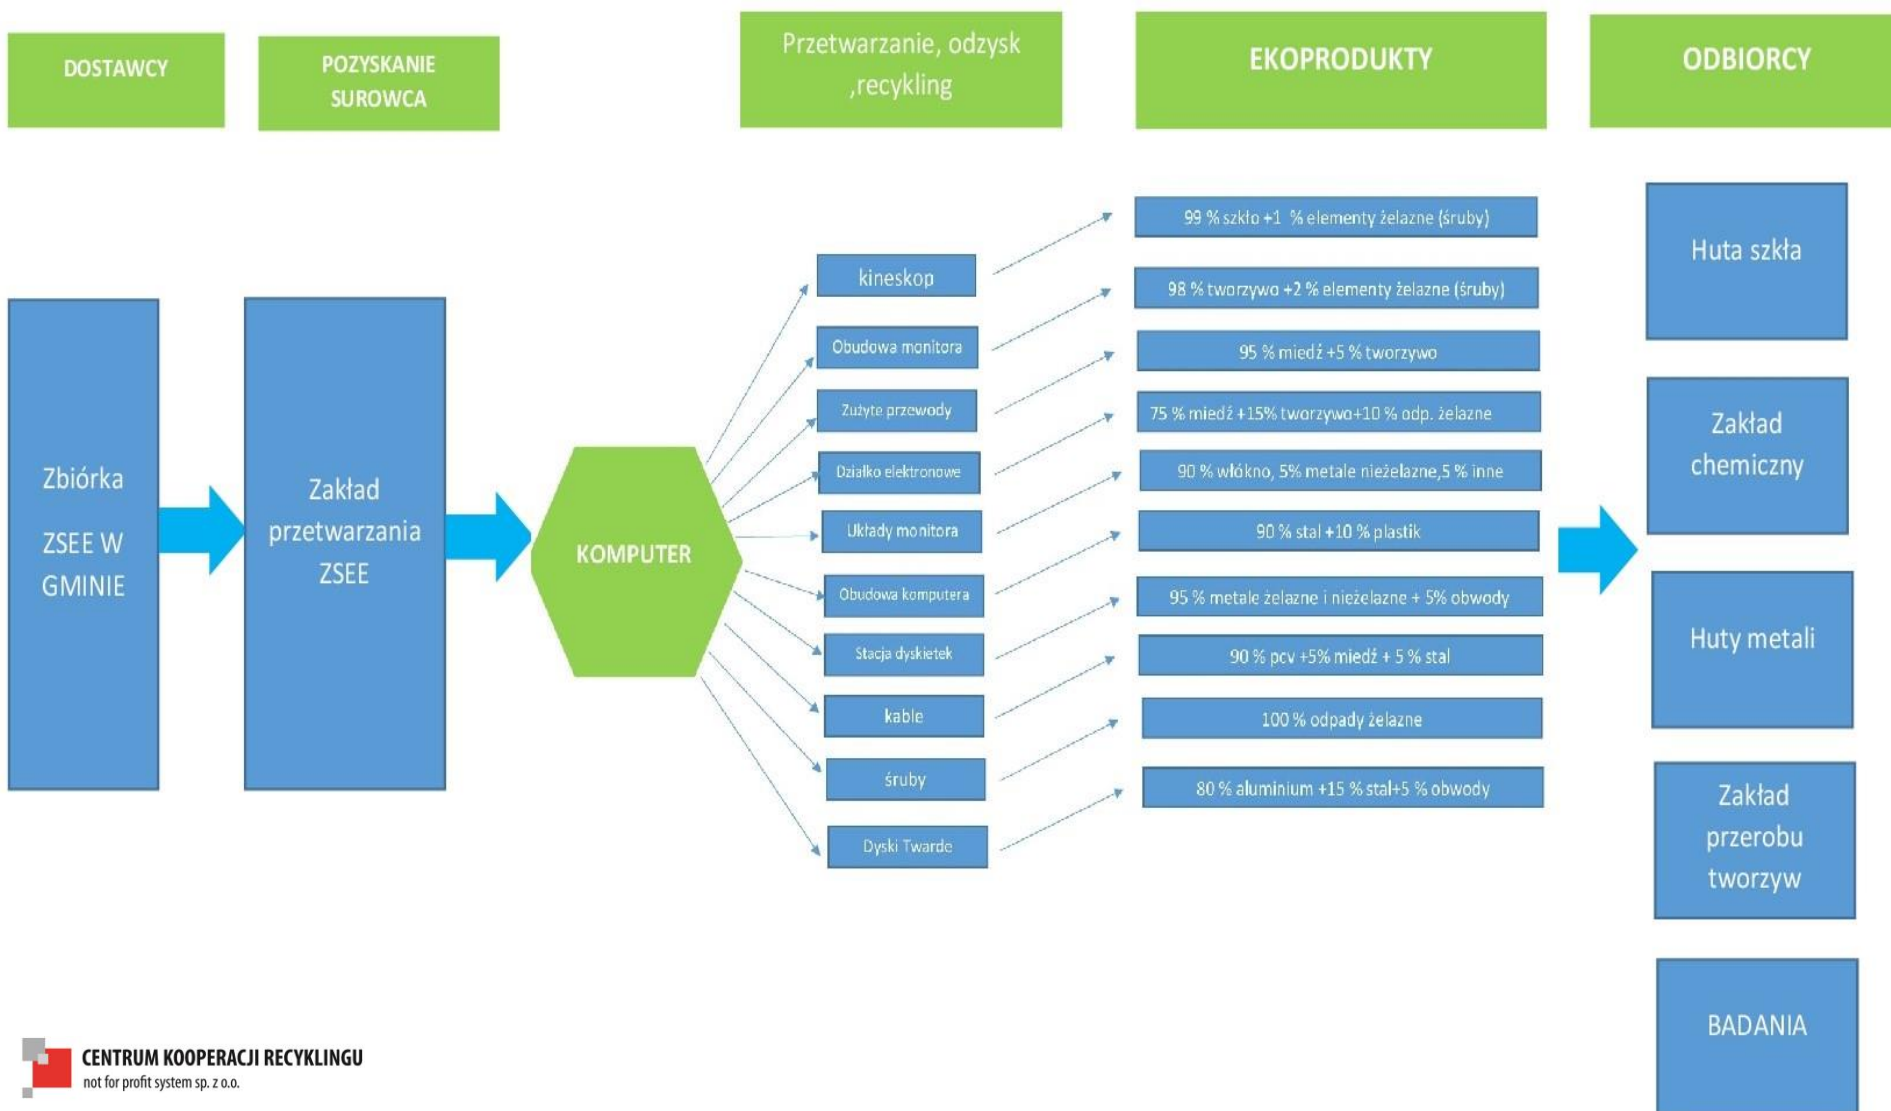 DOSTAWCY
POZYSKANIE
SUROWCA
Przetwarzanie, odzysk
,recykling
EKOPRODUKTY
ODBIORCY
Zbiórka
ZSEE W
GMINIE
Zakład
przetwarzania
ZSEE
KOMPUTER
kineskop
Obudowa monitora
Zużyte przewody
Działko elektronowe
Układy monitora
Obudowa komputera
Stacja dyskietek
kable
śruby
Dyski Twarde
99 % szkło +1 % elementy żelazne (śruby)
98 % tworzywo +2 % elementy żelazne (śruby)
95 % miedź +5 % tworzywo
75 % miedź +15% tworzywo+10 % odp. żelazne
90 % włókno, 5% metale nieżelazne,5 % inne
90 % stal +10 % plastik
95 % metale żelazne i nieżelazne + 5% obwody
90 % pcv +5% miedź + 5 % stal
100 % odpady żelazne
80 % aluminium +15 % stal+5 % obwody
Huta szkła
Zakład
chemiczny
Huty metali
Zakład
przerobu
tworzyw
BADANIA
CENTRUM KOOPERACJI RECYKLINGU
not for profit system sp. z o.o.